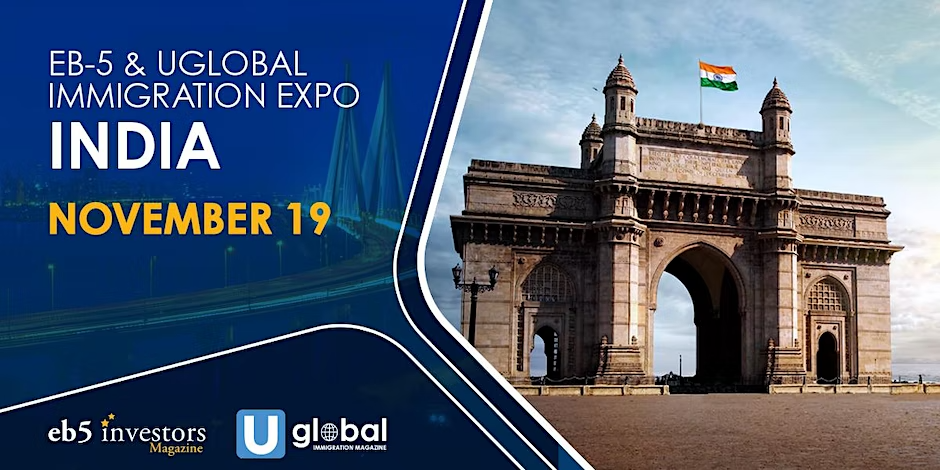 EB-5 & UGLOBAL
IMMIGRATION EXPO
INDIA
NOVEMBER 19
eb5 investors
Magazine
U global
IMMIGRATION MAGAZINE